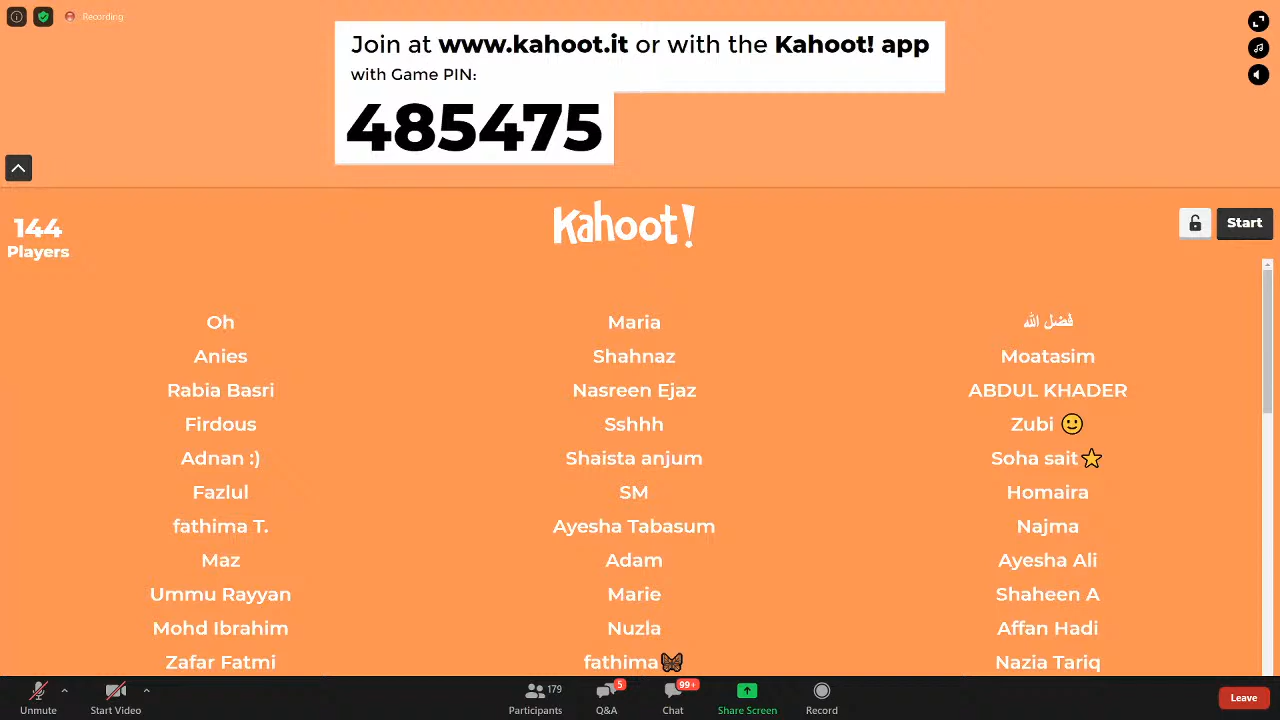 Recording
Join at www.kahoot.it or with the Kahoot! app
with Game PIN:
485475
144
Players
Kahoot!
Start
Oh Maria فضل الله
Anies Shahnaz Moatasim
Rabia Basri Nasreen Ejaz ABDUL KHADER
Firdous Sshhh Zubi 🙂
Adnan :) Shaista anjum Soha sait⭐
Fazlul SM Homaira
fathima T. Ayesha Tabasum Najma
Maz Adam Ayesha Ali
Ummu Rayyan Marie Shaheen A
Mohd Ibrahim Nuzla Affan Hadi
Zafar Fatmi fathima🦋 Nazia Tariq
179 5 99+
Unmute Start Video Participants Q&A Chat Share Screen Record Leave